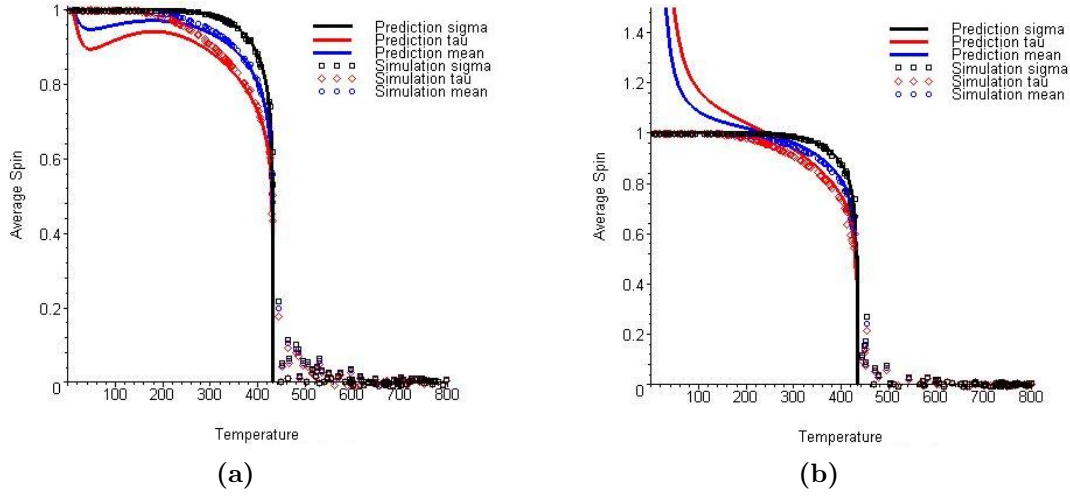 1
0.8
0.6
0.4
0.2
0
Average Spin
100 200 300 400 500 600 700 800
Temperature
Prediction sigma
Prediction tau
Prediction mean
Simulation sigma
Simulation tau
Simulation mean
(a)
1.4
1.2
1
0.8
0.6
0.4
0.2
0
Average Spin
100 200 300 400 500 600 700 800
Temperature
Prediction sigma
Prediction tau
Prediction mean
Simulation sigma
Simulation tau
Simulation mean
(b)